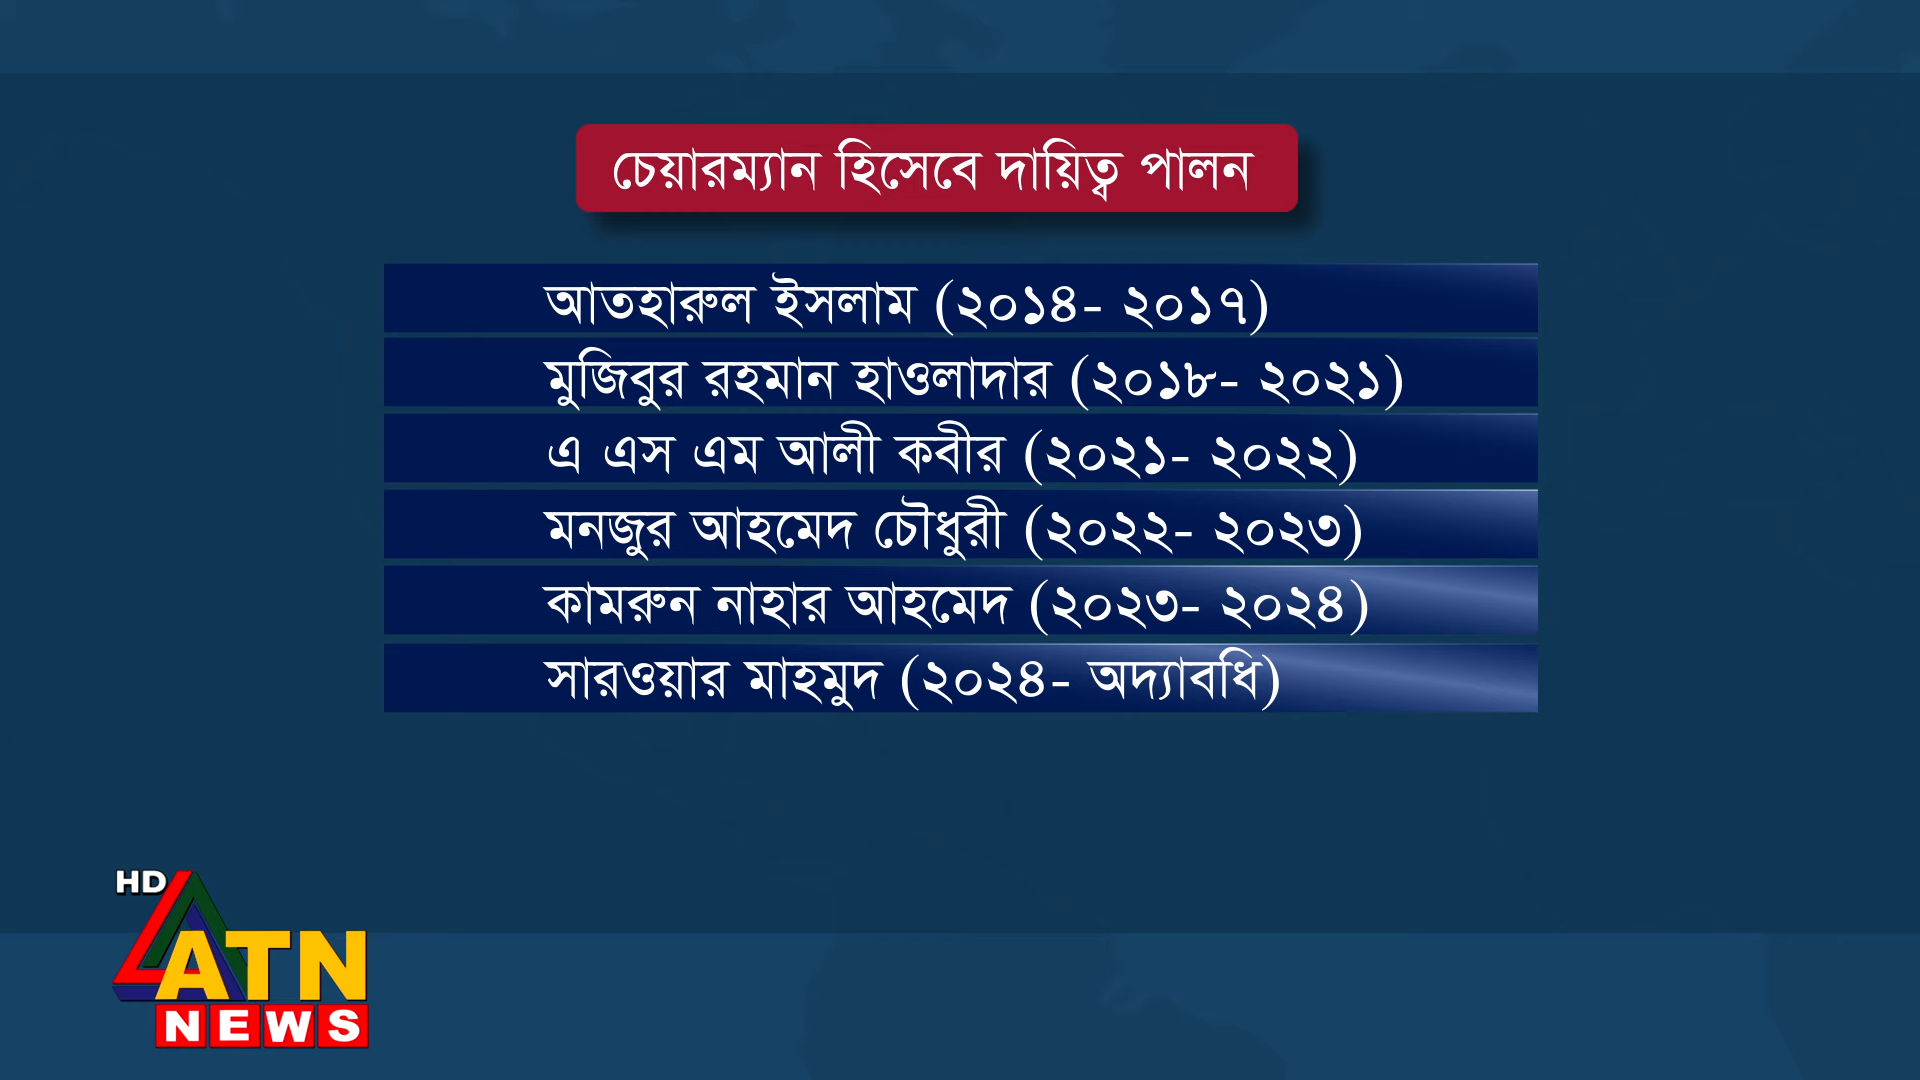 চেয়ারম্যান হিসেবে দায়িত্ব পালন
আতহারুল ইসলাম (২০১৪- ২০১৭)
মুজিবুর রহমান হাওলাদার (২০১৮- ২০২১)
এ এস এম আলী কবীর (২০২১- ২০২২)
মনজুর আহমেদ চৌধুরী (২০২২- ২০২৩)
কামরুন নাহার আহমেদ (২০২৩- ২০২৪)
সারওয়ার মাহমুদ (২০২৪- অদ্যাবধি)
HD
ATN
NEWS